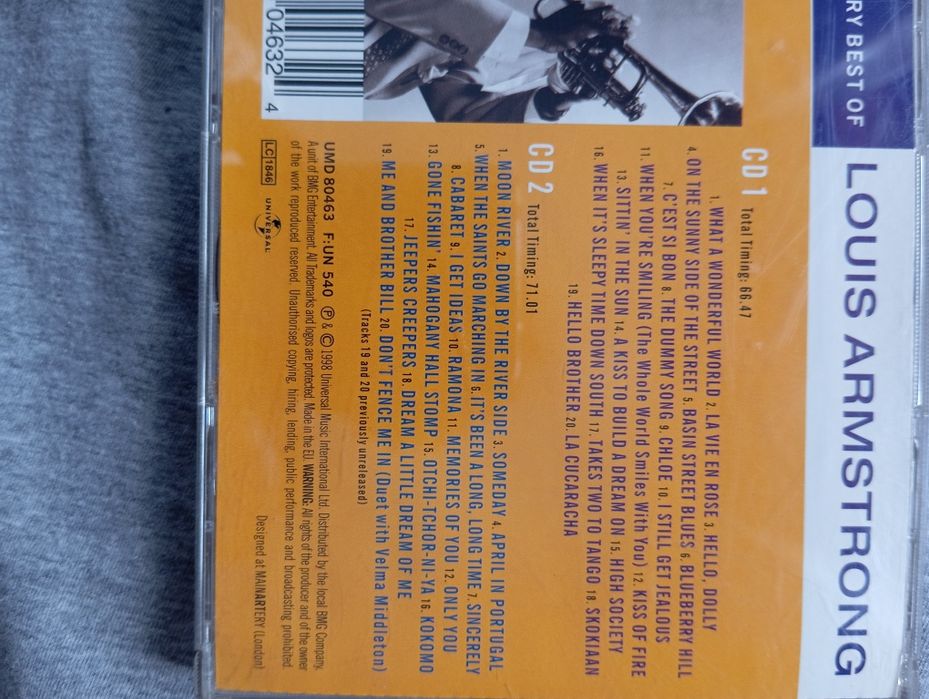 RY BEST OF LOUIS ARMSTRONG
CD 1 Total Timing: 66.47
1. WHAT A WONDERFUL WORLD 2. LA VIE EN ROSE 3. HELLO, DOLLY
4. ON THE SUNNY SIDE OF THE STREET 5. BASIN STREET BLUES 6. BLUEBERRY HILL
7. C'EST SI BON 8. THE DUMMY SONG 9. CHLOE 10. I STILL GET JEALOUS
11. WHEN YOU'RE SMILING (The Whole World Smiles With You) 12. KISS OF FIRE
13. SITTIN' IN THE SUN 14. A KISS TO BUILD A DREAM ON 15. HIGH SOCIETY
16. WHEN IT'S SLEEPY TIME DOWN SOUTH 17. TAKES TWO TO TANGO 18. SKOKIAAN
19. HELLO BROTHER 20. LA CUCARACHA
CD 2 Total Timing: 71.01
1. MOON RIVER 2. DOWN BY THE RIVER SIDE 3. SOMEDAY 4. APRIL IN PORTUGAL
5. WHEN THE SAINTS GO MARCHING IN 6. IT'S BEEN A LONG, LONG TIME 7. SINCERELY
8. CABARET 9. I GET IDEAS 10. RAMONA 11. MEMORIES OF YOU 12. ONLY YOU
13. GONE FISHIN' 14. MAHOGANY HALL STOMP 15. OTCHI-TCHOR-NI-YA 16. KOKOMO
17. JEEPERS CREEPERS 18. DREAM A LITTLE DREAM OF ME
19. ME AND BROTHER BILL 20. DON'T FENCE ME IN (Duet with Velma Middleton)
(Tracks 19 and 20 previously unreleased)
04632 4
UMD 80463 F:UN 540 ℗ & © 1998 Universal Music International Ltd. Distributed by the local BMG Company.
A unit of BMG Entertainment. All Trademarks and logos are protected. Made in the EU. WARNING: All rights of the producer and of the owner
of the work reproduced reserved. Unauthorised copying, hiring, lending, public performance and broadcasting prohibited.
LC 1846 UNIVERSAL
Designed at MAINARTERY (London)